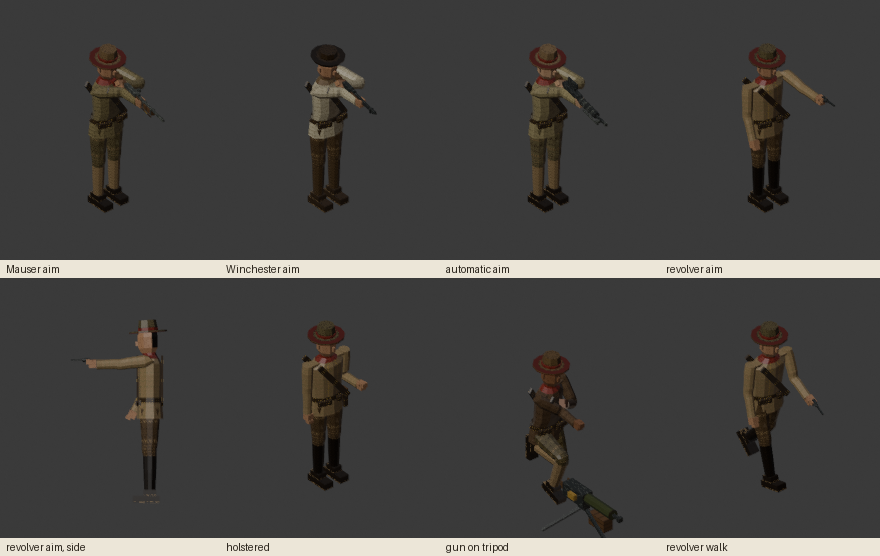 Mauser aim
Winchester aim
automatic aim
revolver aim
revolver aim, side
holstered
gun on tripod
revolver walk